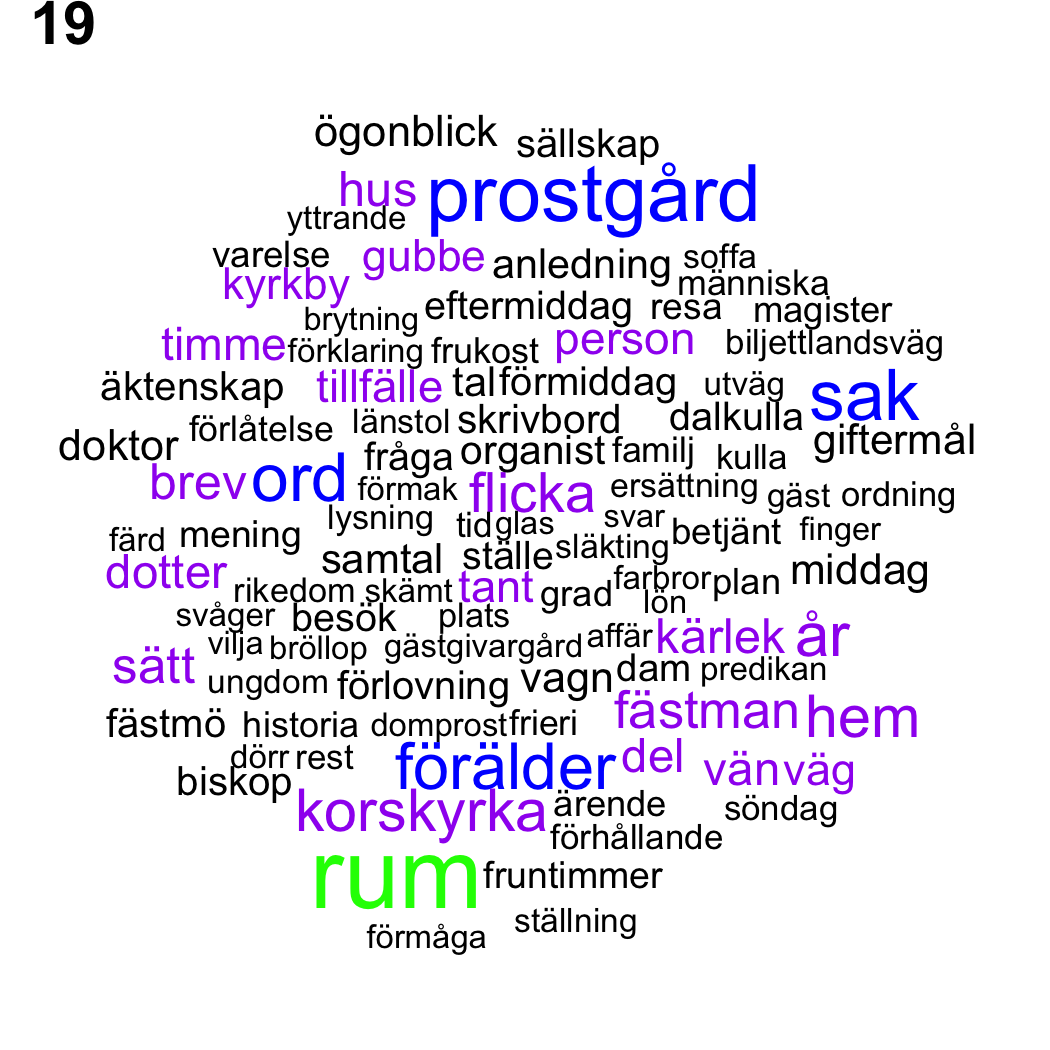 19
ögonblick sällskap
hus prostgård
yttrande
varelse gubbe anledning soffa
kyrkby människa
brytning eftermiddag resa magister
timme förklaring frukost person biljettlandsväg
äktenskap tillfälle tal förmiddag utväg sak
förlåtelse länstol skrivbord dalkulla
doktor fråga organist familj kulla giftermål
brev ord förmak flicka ersättning gäst ordning
lysning tid glas svar betjänt finger
färd mening samtal ställe släkting
dotter rikedom skämt tant grad farbror plan middag
svåger besök plats lön
vilja bröllop gästgivargård affär kärlek år
sätt ungdom förlovning vagn dam predikan
fästmö historia domprost frieri fästman hem
dörr rest förälder del vän väg
biskop
korskyrka ärende söndag
förhållande
rum fruntimmer
förmåga ställning